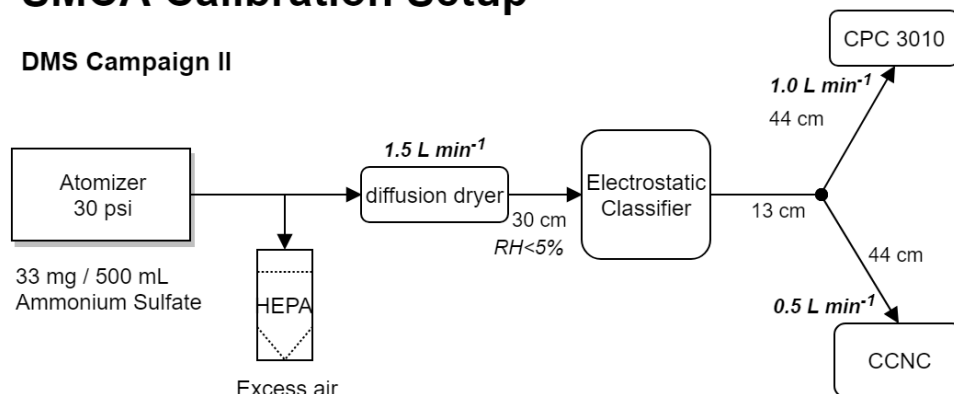 SMCA Calibration Setup
DMS Campaign II
CPC 3010
1.0 L min-1
44 cm
Atomizer
30 psi
1.5 L min-1
diffusion dryer
30 cm
RH<5%
Electrostatic
Classifier
13 cm
44 cm
0.5 L min-1
CCNC
33 mg / 500 mL
Ammonium Sulfate
HEPA
Excess air